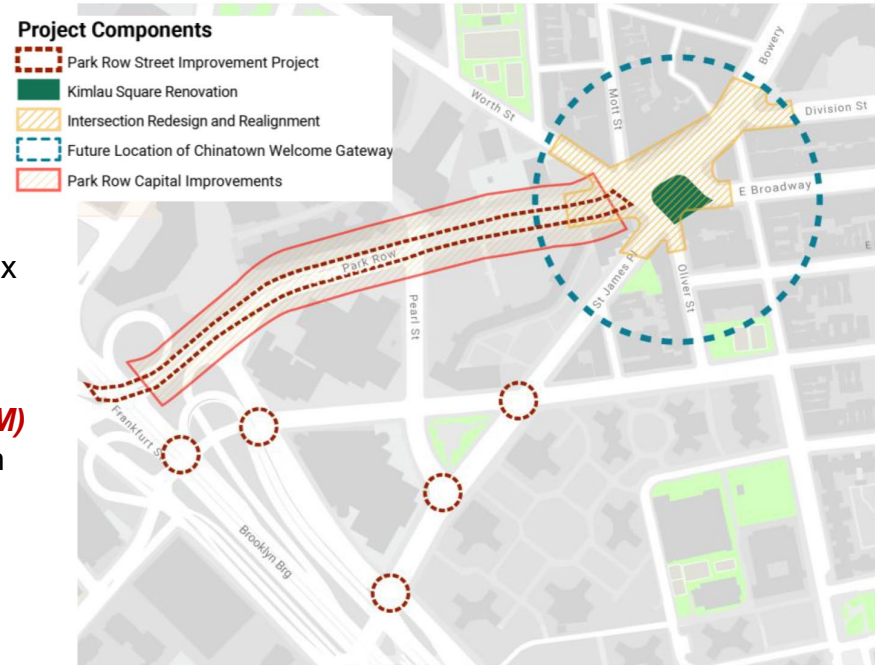 Project Components
Park Row Street Improvement Project
Kimlau Square Renovation
Intersection Redesign and Realignment
Future Location of Chinatown Welcome Gateway
Park Row Capital Improvements
Bowery
Worth St
Mott St
Division St
E Broadway
x
Park Row
E
St James Pl
Oliver St
Pearl St
M)
Frankfurt S
n
Brooklyn Brg